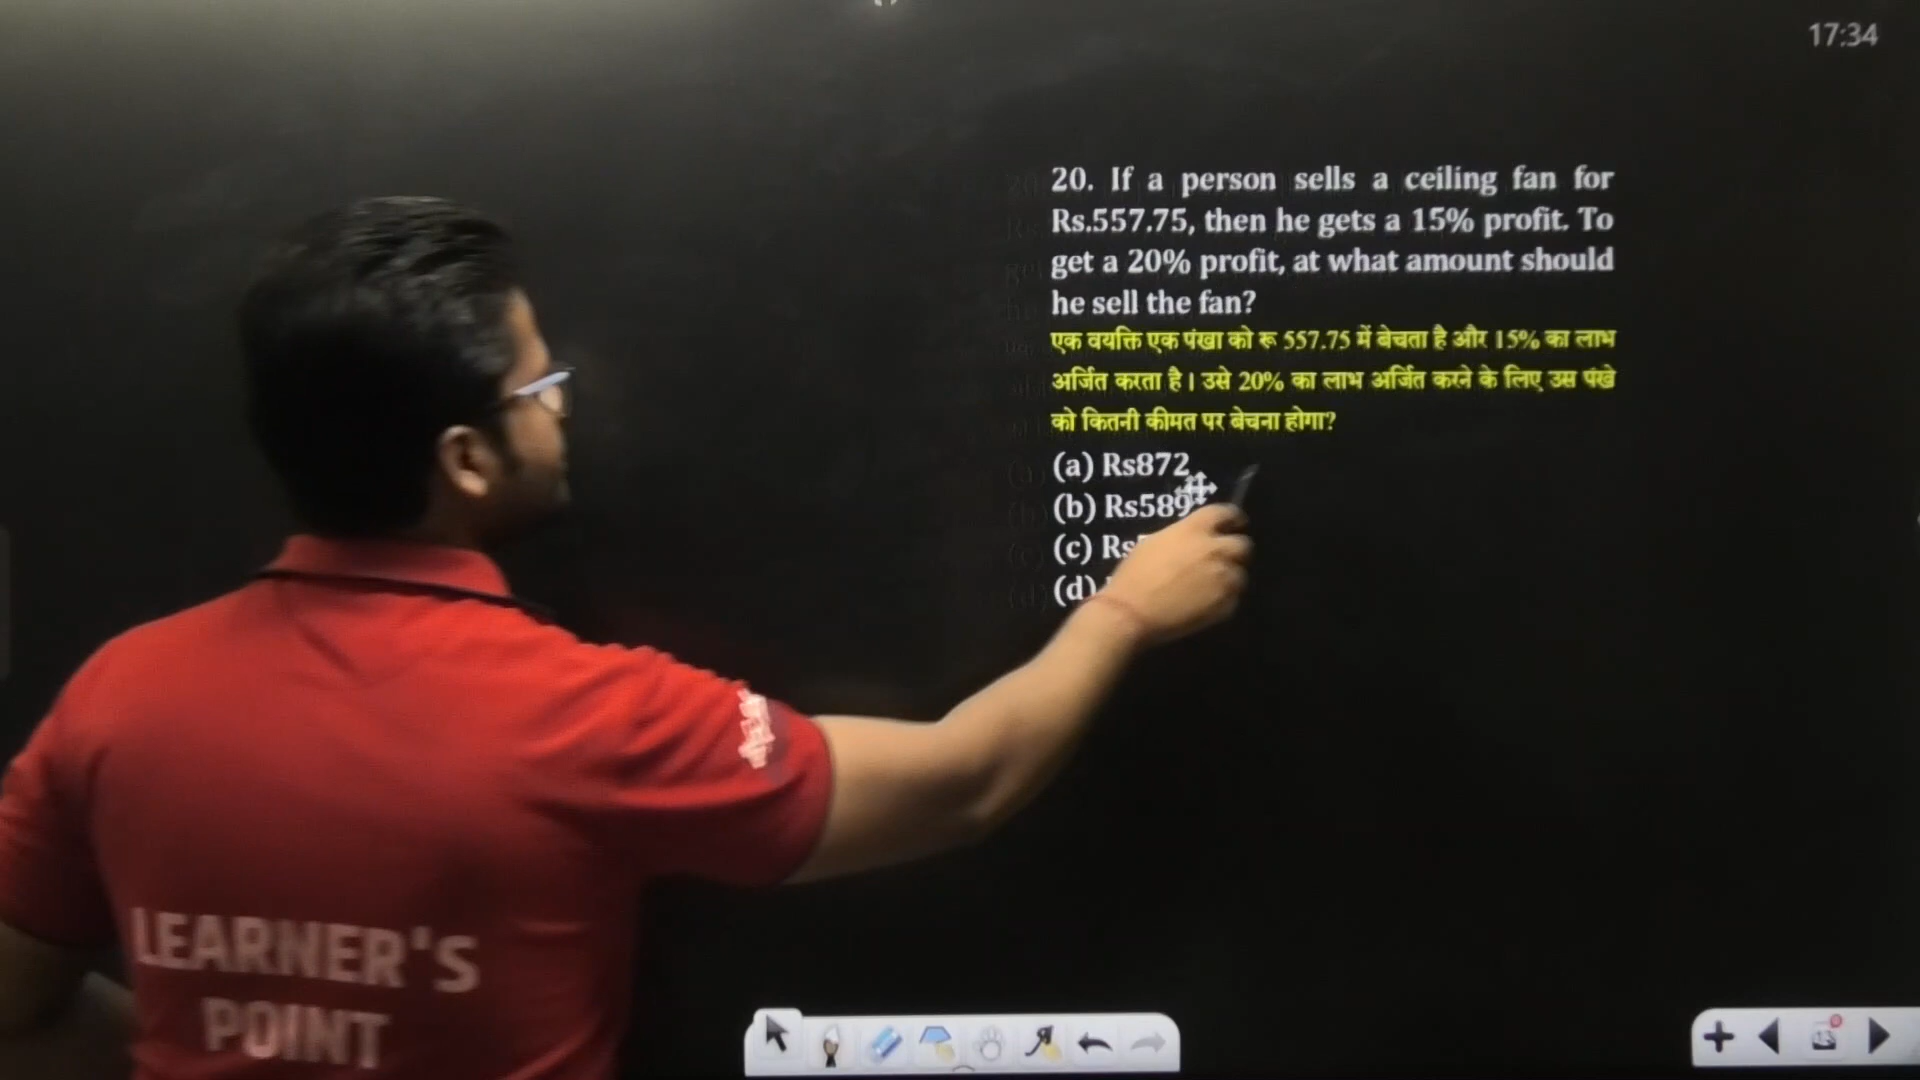 17:34
20. If a person sells a ceiling fan for
Rs.557.75, then he gets a 15% profit. To
get a 20% profit, at what amount should
he sell the fan?
एक वयक्ति एक पंखा को रू 557.75 में बेचता है और 15% का लाभ
अर्जित करता है। उसे 20% का लाभ अर्जित करने के लिए उस पंखे
को कितनी कीमत पर बेचना होगा?
(a) Rs872
(b) Rs589
(c) Rs
(d)
LEARNER'S
POINT